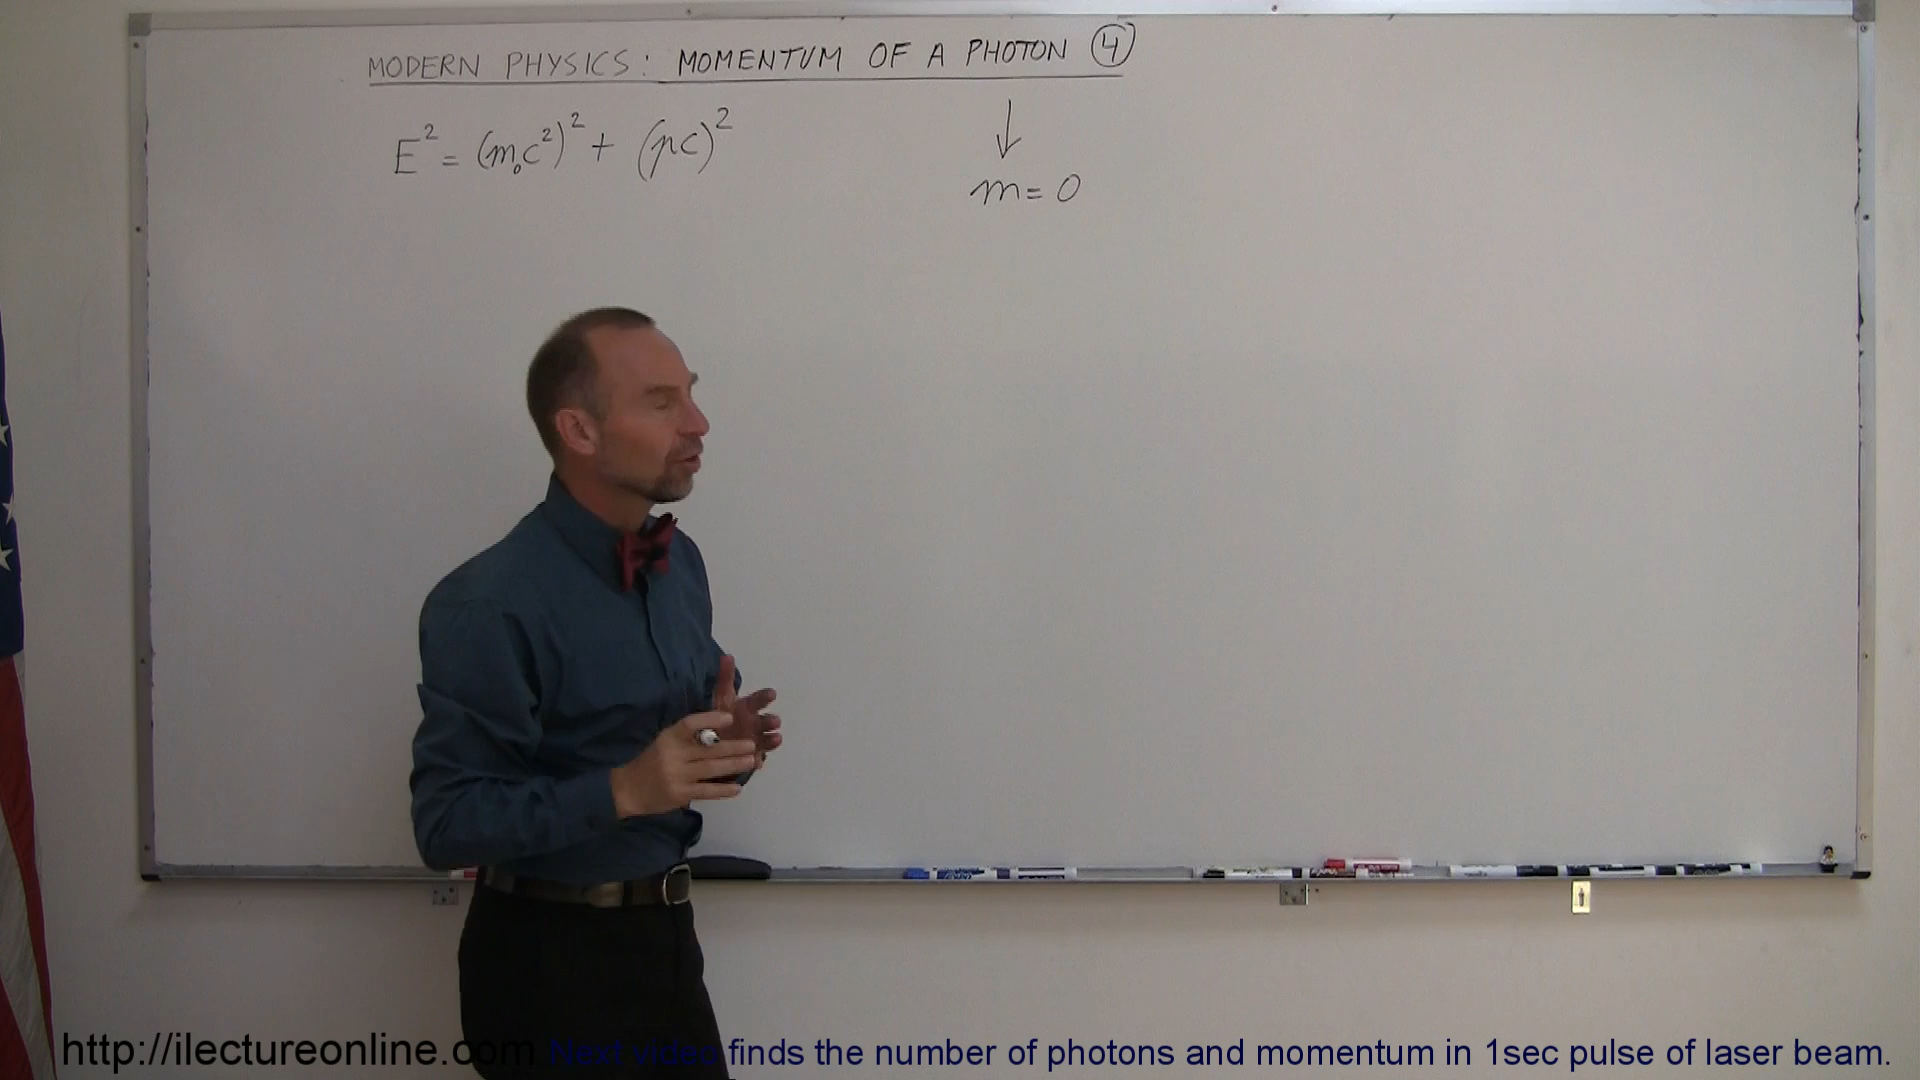 MODERN PHYSICS: MOMENTUM OF A PHOTON ④
E² = (m₀c²)² + (pc)²
m = 0
http://ilectureonline.com Next video finds the number of photons and momentum in 1sec pulse of laser beam.